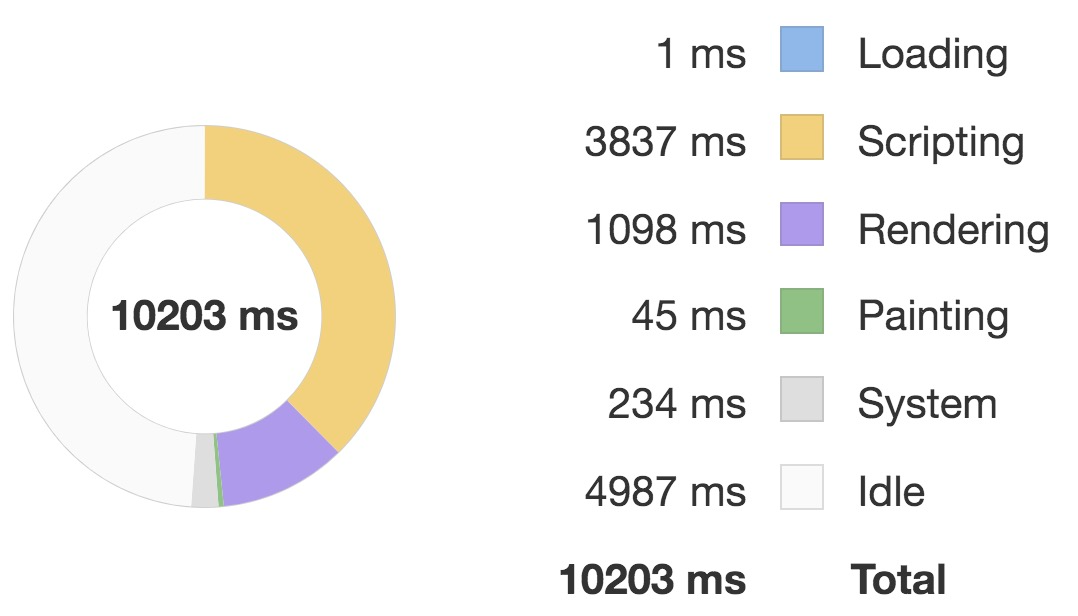 1 ms Loading
3837 ms Scripting
1098 ms Rendering
10203 ms
45 ms Painting
234 ms System
4987 ms Idle
10203 ms Total